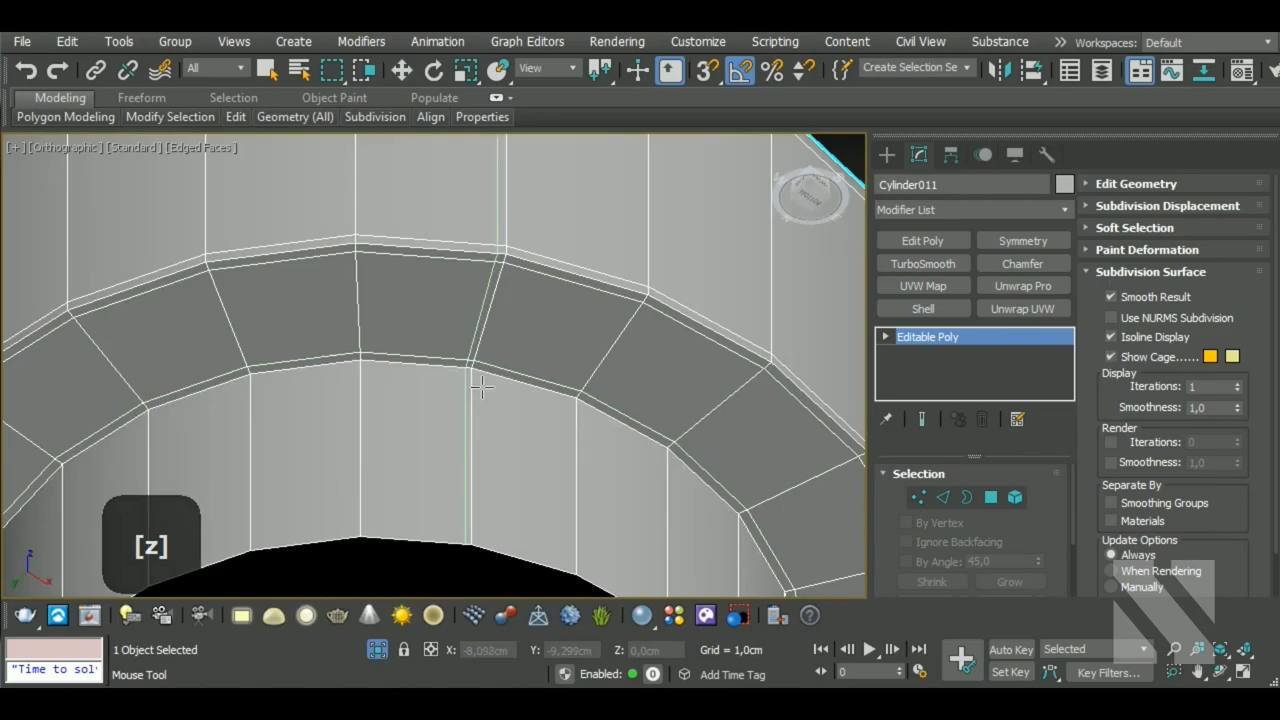 File Edit Tools Group Views Create Modifiers Animation Graph Editors Rendering Customize Scripting Content Civil View Substance Workspaces: Default
All View Create Selection Se
Modeling Freeform Selection Object Paint Populate
Polygon Modeling Modify Selection Edit Geometry (All) Subdivision Align Properties
[+] [Orthographic] [Standard] [Edged Faces]
Cylinder011
Modifier List
Edit Poly Symmetry
TurboSmooth Chamfer
UVW Map Unwrap Pro
Shell Unwrap UVW
Editable Poly
Selection
By Vertex
Ignore Backfacing
By Angle: 45,0
Shrink Grow
Edit Geometry
Subdivision Displacement
Soft Selection
Paint Deformation
Subdivision Surface
Smooth Result
Use NURMS Subdivision
Isoline Display
Show Cage......
Display
Iterations: 1
Smoothness: 1,0
Render
Iterations: 0
Smoothness: 1,0
Separate By
Smoothing Groups
Materials
Update Options
Always
When Rendering
Manually
[z]
z
x
y
1 Object Selected X: -8,093cm Y: -9,299cm Z: 0,0cm Grid = 1,0cm Auto Key Selected
"Time to sol Mouse Tool Enabled: 0 Add Time Tag 0 Set Key Key Filters...